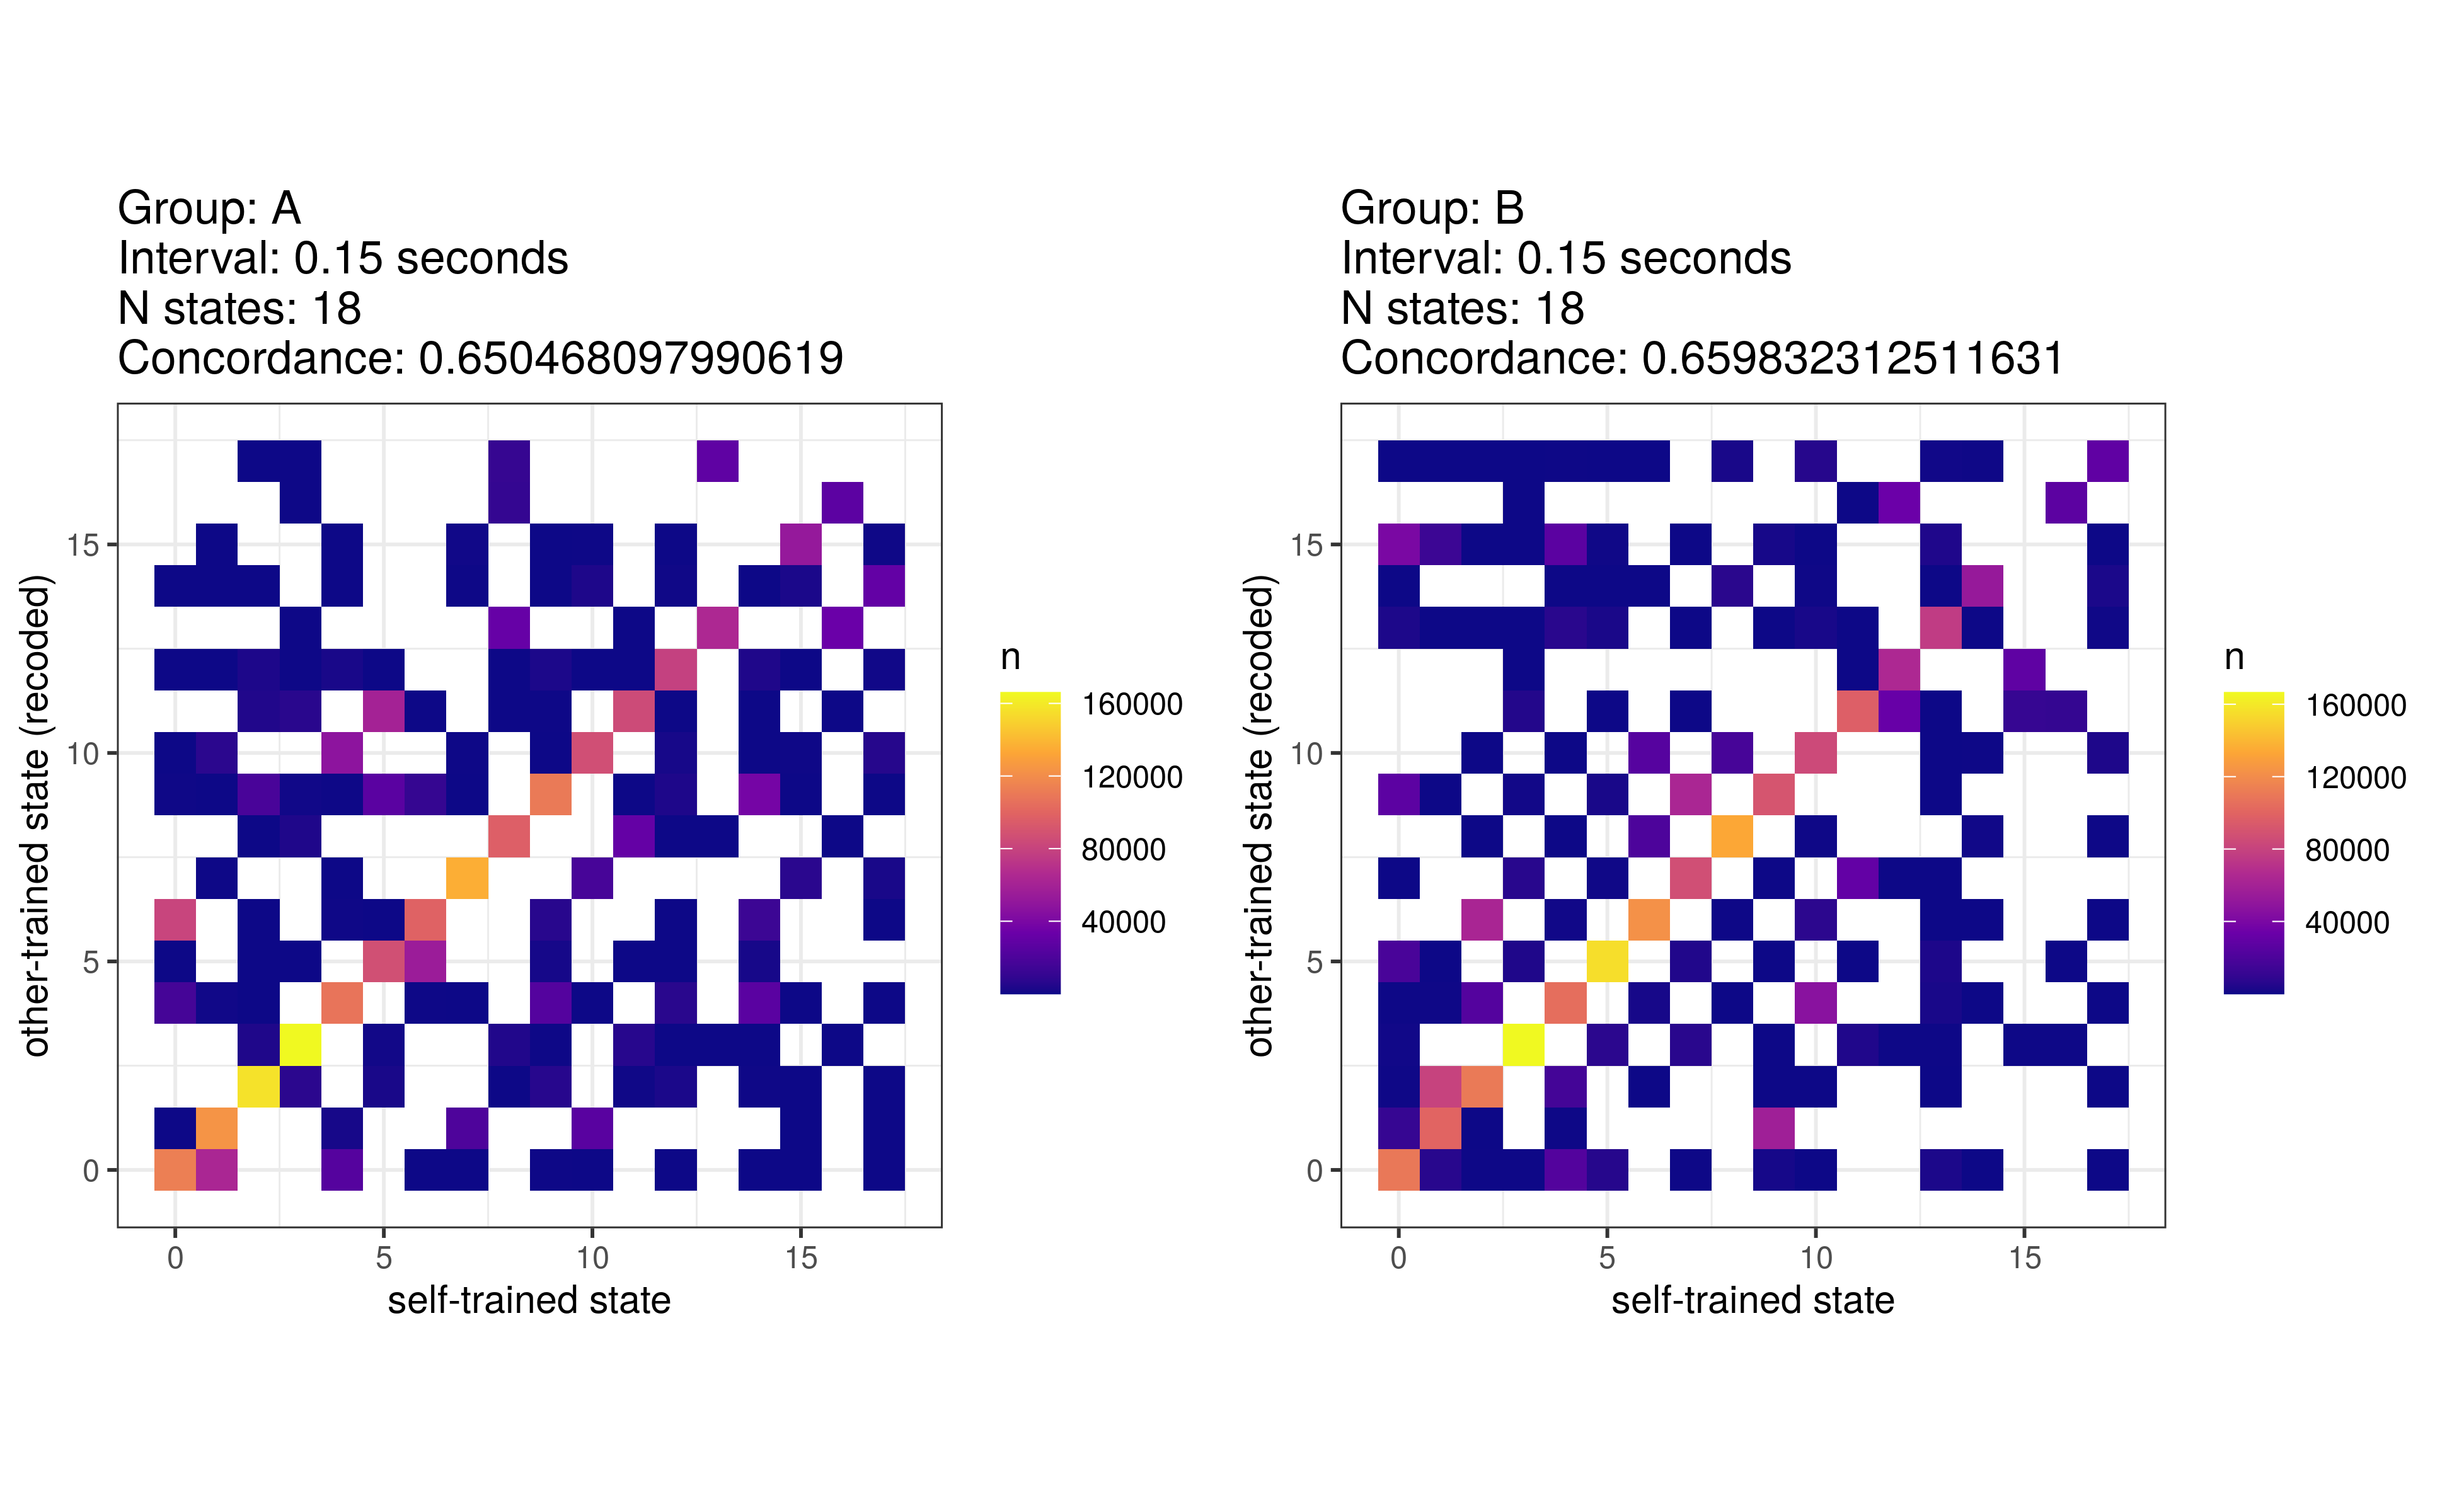 Group: A
Interval: 0.15 seconds
N states: 18
Concordance: 0.650468097990619
other-trained state (recoded)
15
10
5
0
0 5 10 15
self-trained state
n
160000
120000
80000
40000
Group: B
Interval: 0.15 seconds
N states: 18
Concordance: 0.659832312511631
other-trained state (recoded)
15
10
5
0
0 5 10 15
self-trained state
n
160000
120000
80000
40000